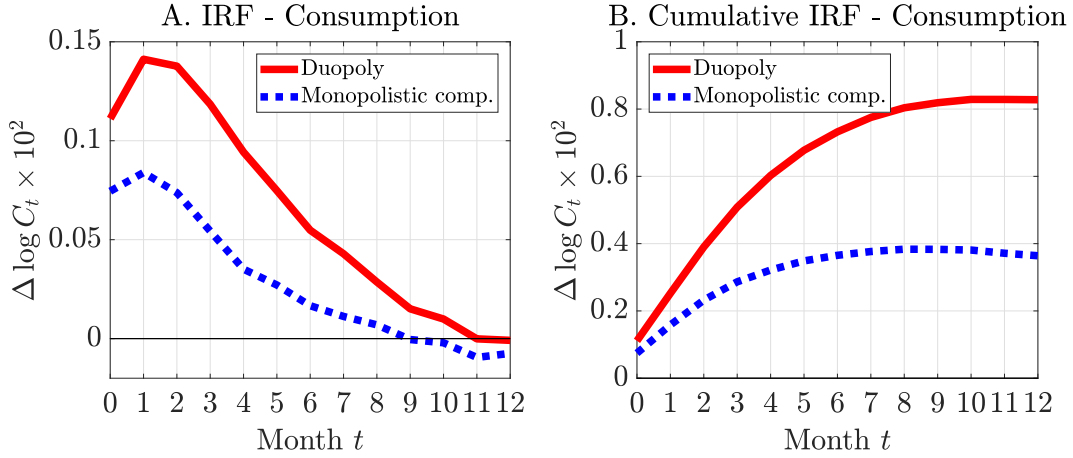 A. IRF - Consumption
0.15
0.1
0.05
0
Δ log C_t × 10^2
Duopoly
Monopolistic comp.
0 1 2 3 4 5 6 7 8 9 10 11 12
Month t
B. Cumulative IRF - Consumption
1
0.8
0.6
0.4
0.2
0
Δ log C_t × 10^2
Duopoly
Monopolistic comp.
0 1 2 3 4 5 6 7 8 9 10 11 12
Month t